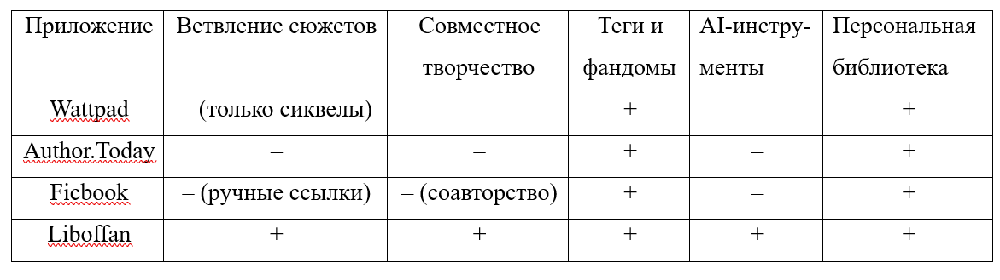 Приложение Ветвление сюжетов Совместное творчество Теги и фандомы AI-инстру-менты Персональная библиотека
Wattpad – (только сиквелы) – + – +
Author.Today – – + – +
Ficbook – (ручные ссылки) – (соавторство) + – +
Liboffan + + + + +